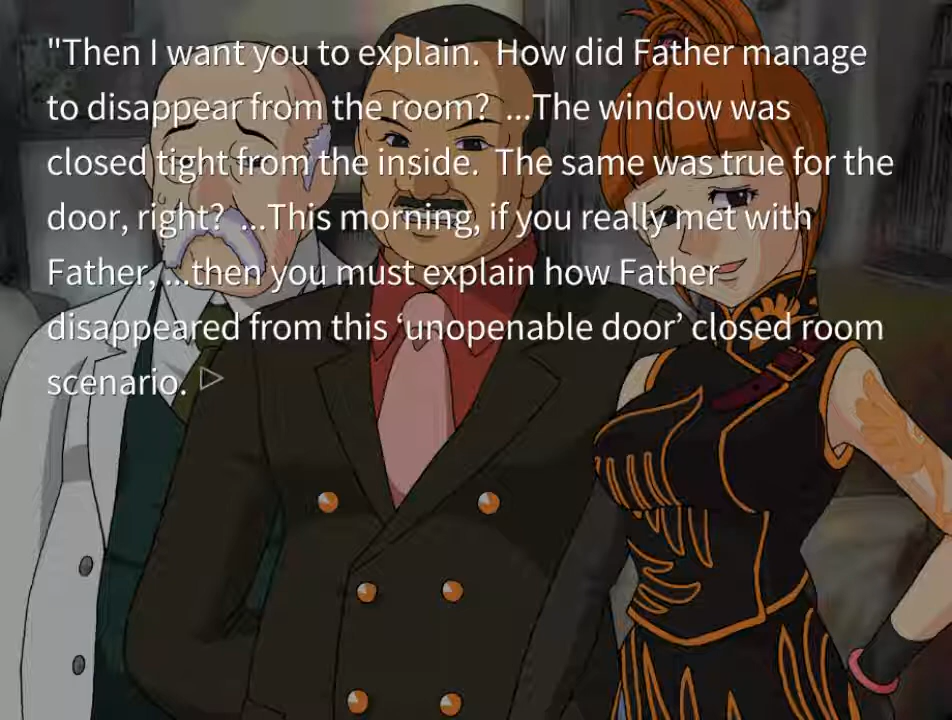 "Then I want you to explain.  How did Father manage
to disappear from the room?  ...The window was
closed tight from the inside.  The same was true for the
door, right?  ...This morning, if you really met with
Father, ...then you must explain how Father
disappeared from this ‘unopenable door’ closed room
scenario.